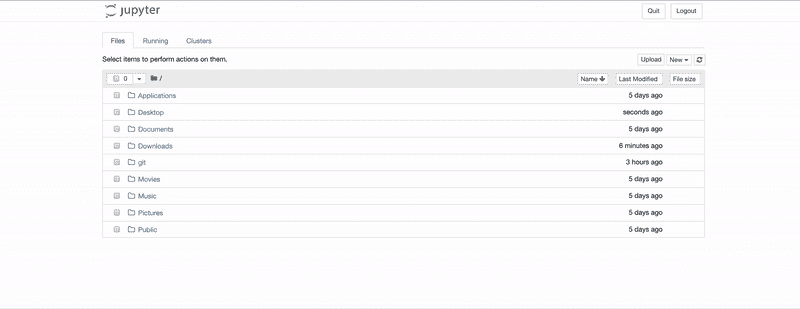 jupyter
Quit Logout
Files Running Clusters
Select items to perform actions on them.
Upload New
0 / Name Last Modified File size
Applications 5 days ago
Desktop seconds ago
Documents 5 days ago
Downloads 6 minutes ago
git 3 hours ago
Movies 5 days ago
Music 5 days ago
Pictures 5 days ago
Public 5 days ago